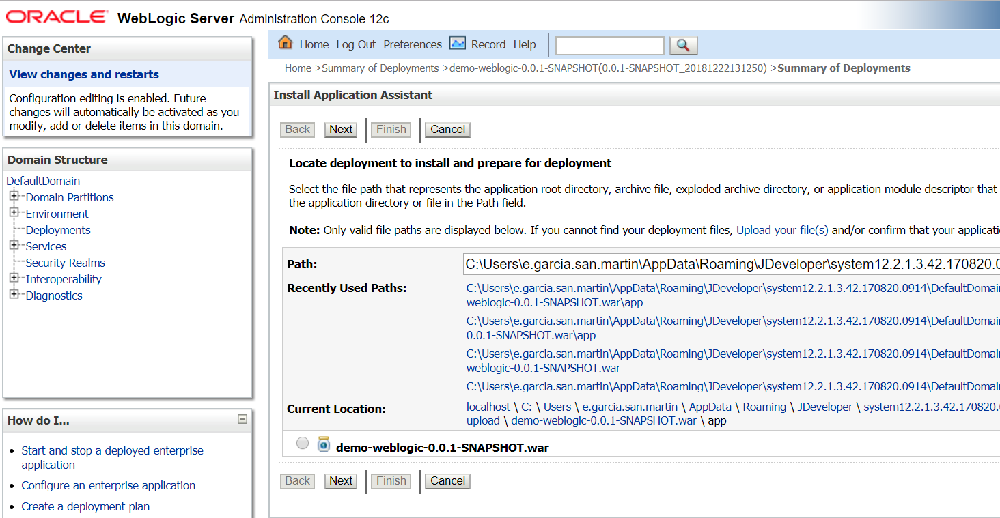 ORACLE WebLogic Server Administration Console 12c
Change Center
View changes and restarts
Configuration editing is enabled. Future
changes will automatically be activated as you
modify, add or delete items in this domain.
Domain Structure
DefaultDomain
Domain Partitions
Environment
Deployments
Services
Security Realms
Interoperability
Diagnostics
How do I...
Start and stop a deployed enterprise
application
Configure an enterprise application
Create a deployment plan
Home Log Out Preferences Record Help
Home >Summary of Deployments >demo-weblogic-0.0.1-SNAPSHOT(0.0.1-SNAPSHOT_20181222131250) >Summary of Deployments
Install Application Assistant
Back Next Finish Cancel
Locate deployment to install and prepare for deployment
Select the file path that represents the application root directory, archive file, exploded archive directory, or application module descriptor that
the application directory or file in the Path field.
Note: Only valid file paths are displayed below. If you cannot find your deployment files, Upload your file(s) and/or confirm that your applicati
Path: C:\Users\e.garcia.san.martin\AppData\Roaming\JDeveloper\system12.2.1.3.42.170820.0
Recently Used Paths: C:\Users\e.garcia.san.martin\AppData\Roaming\JDeveloper\system12.2.1.3.42.170820.0914\DefaultDomai
weblogic-0.0.1-SNAPSHOT.war\app
C:\Users\e.garcia.san.martin\AppData\Roaming\JDeveloper\system12.2.1.3.42.170820.0914\DefaultDomai
0.0.1-SNAPSHOT.war\app
C:\Users\e.garcia.san.martin\AppData\Roaming\JDeveloper\system12.2.1.3.42.170820.0914\DefaultDomai
weblogic-0.0.1-SNAPSHOT.war
C:\Users\e.garcia.san.martin\AppData\Roaming\JDeveloper\system12.2.1.3.42.170820.0914\DefaultDomai
Current Location: localhost \ C: \ Users \ e.garcia.san.martin \ AppData \ Roaming \ JDeveloper \ system12.2.1.3.42.170820.
upload \ demo-weblogic-0.0.1-SNAPSHOT.war \ app
demo-weblogic-0.0.1-SNAPSHOT.war
Back Next Finish Cancel